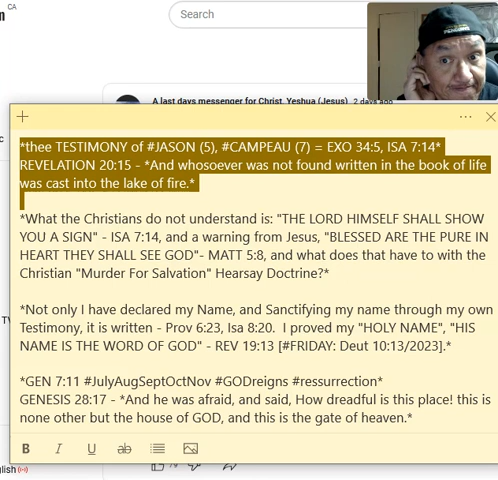 CA
Search
A last days messenger for Christ, Yeshua (Jesus) 2 days ago
*thee TESTIMONY of #JASON (5), #CAMPEAU (7) = EXO 34:5, ISA 7:14*
REVELATION 20:15 - *And whosoever was not found written in the book of life
was cast into the lake of fire.*
*What the Christians do not understand is: "THE LORD HIMSELF SHALL SHOW
YOU A SIGN" - ISA 7:14, and a warning from Jesus, "BLESSED ARE THE PURE IN
HEART THEY SHALL SEE GOD"- MATT 5:8, and what does that have to with the
Christian "Murder For Salvation" Hearsay Doctrine?*
*Not only I have declared my Name, and Sanctifying my name through my own
Testimony, it is written - Prov 6:23, Isa 8:20.  I proved my "HOLY NAME", "HIS
NAME IS THE WORD OF GOD" - REV 19:13 [#FRIDAY: Deut 10:13/2023].*
*GEN 7:11 #JulyAugSeptOctNov #GODreigns #ressurection*
GENESIS 28:17 - *And he was afraid, and said, How dreadful is this place! this is
none other but the house of GOD, and this is the gate of heaven.*
B I U ab